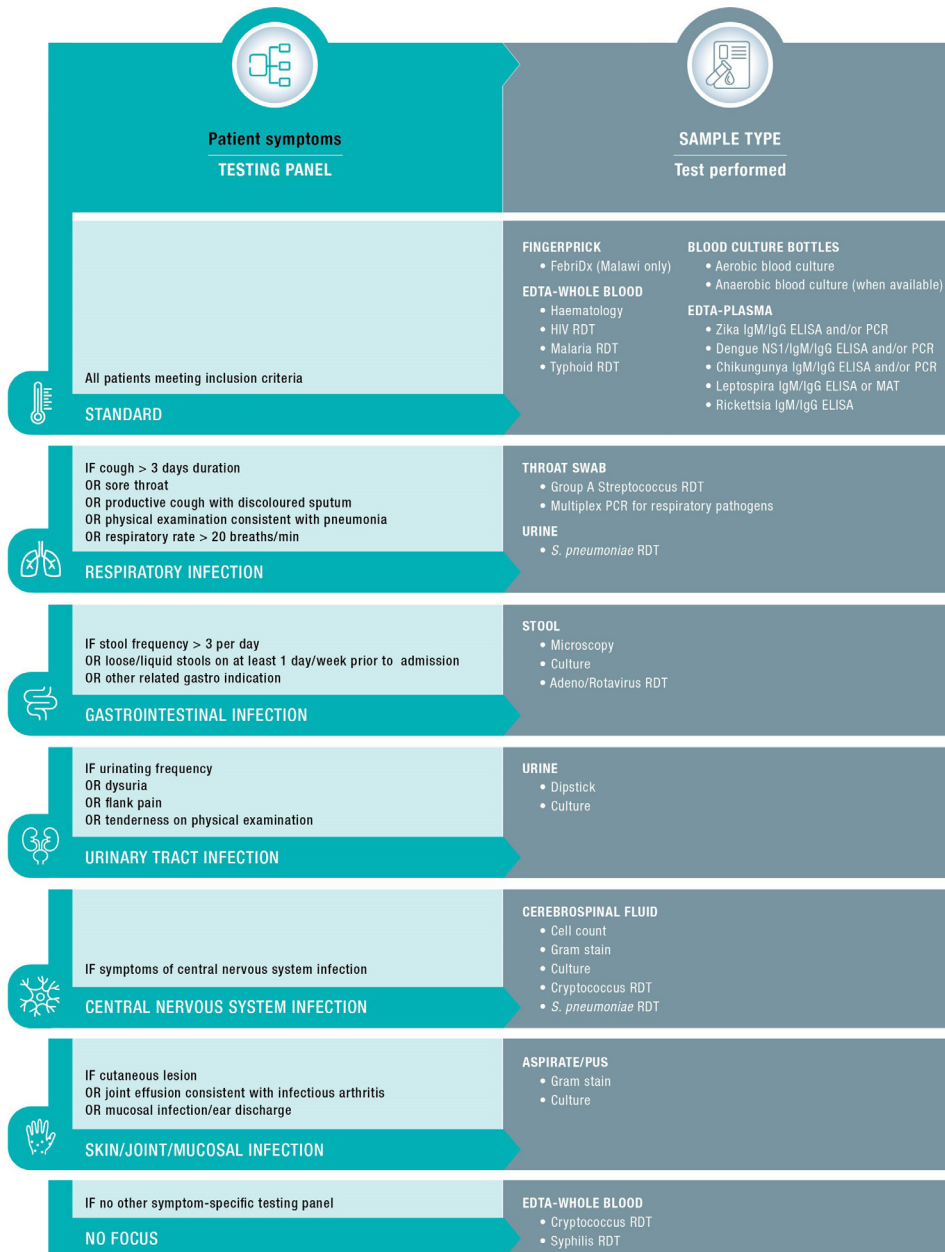 Patient symptoms
TESTING PANEL
SAMPLE TYPE
Test performed
All patients meeting inclusion criteria
STANDARD
FINGERPRICK
• FebriDx (Malawi only)
EDTA-WHOLE BLOOD
• Haematology
• HIV RDT
• Malaria RDT
• Typhoid RDT
BLOOD CULTURE BOTTLES
• Aerobic blood culture
• Anaerobic blood culture (when available)
EDTA-PLASMA
• Zika IgM/IgG ELISA and/or PCR
• Dengue NS1/IgM/IgG ELISA and/or PCR
• Chikungunya IgM/IgG ELISA and/or PCR
• Leptospira IgM/IgG ELISA or MAT
• Rickettsia IgM/IgG ELISA
IF cough > 3 days duration
OR sore throat
OR productive cough with discoloured sputum
OR physical examination consistent with pneumonia
OR respiratory rate > 20 breaths/min
RESPIRATORY INFECTION
THROAT SWAB
• Group A Streptococcus RDT
• Multiplex PCR for respiratory pathogens
URINE
• S. pneumoniae RDT
IF stool frequency > 3 per day
OR loose/liquid stools on at least 1 day/week prior to admission
OR other related gastro indication
GASTROINTESTINAL INFECTION
STOOL
• Microscopy
• Culture
• Adeno/Rotavirus RDT
IF urinating frequency
OR dysuria
OR flank pain
OR tenderness on physical examination
URINARY TRACT INFECTION
URINE
• Dipstick
• Culture
IF symptoms of central nervous system infection
CENTRAL NERVOUS SYSTEM INFECTION
CEREBROSPINAL FLUID
• Cell count
• Gram stain
• Culture
• Cryptococcus RDT
• S. pneumoniae RDT
IF cutaneous lesion
OR joint effusion consistent with infectious arthritis
OR mucosal infection/ear discharge
SKIN/JOINT/MUCOSAL INFECTION
ASPIRATE/PUS
• Gram stain
• Culture
IF no other symptom-specific testing panel
NO FOCUS
EDTA-WHOLE BLOOD
• Cryptococcus RDT
• Syphilis RDT